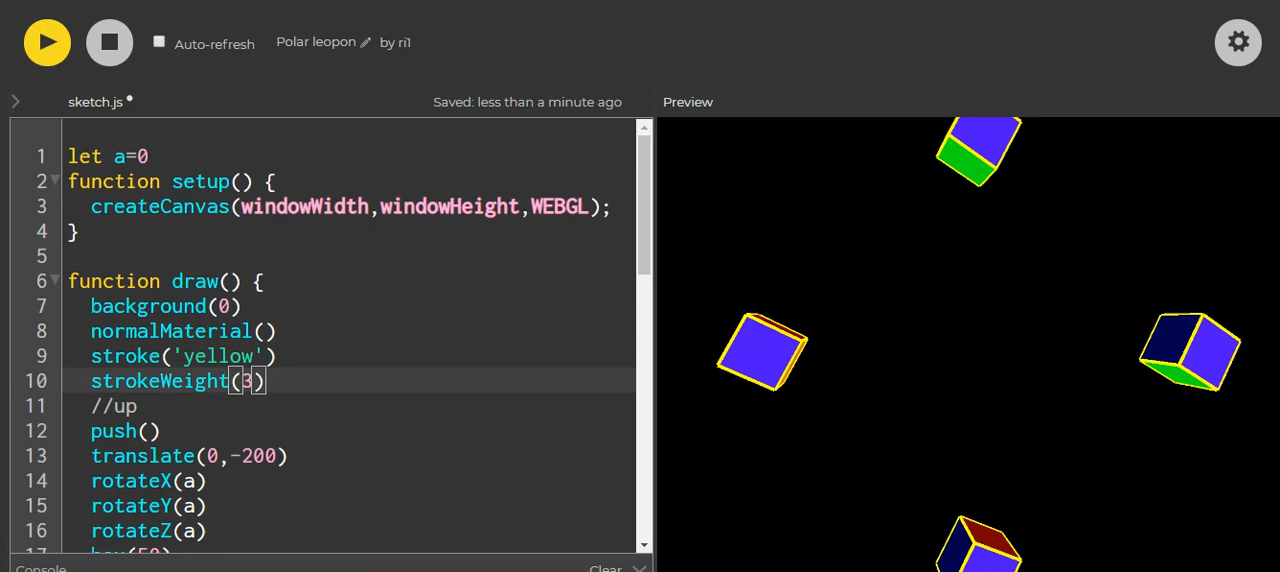 Auto-refresh Polar leopon by ri1
sketch.js Saved: less than a minute ago Preview
1 let a=0
2 function setup() {
3 createCanvas(windowWidth,windowHeight,WEBGL);
4 }
5
6 function draw() {
7 background(0)
8 normalMaterial()
9 stroke('yellow')
10 strokeWeight(3)
11 //up
12 push()
13 translate(0,-200)
14 rotateX(a)
15 rotateY(a)
16 rotateZ(a)
17 box(50)
Console Clear